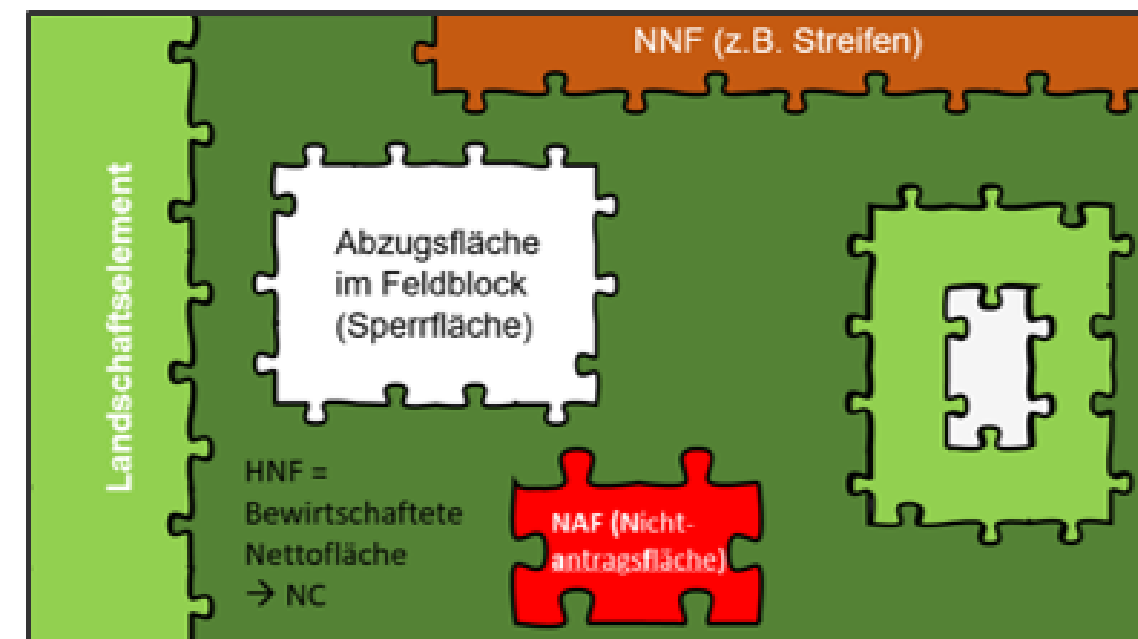 NNF (z.B. Streifen)
Landschaftselement
Abzugsfläche
im Feldblock
(Sperrfläche)
HNF =
Bewirtschaftete
Nettofläche
→ NC
NAF (Nicht-
antragsfläche)